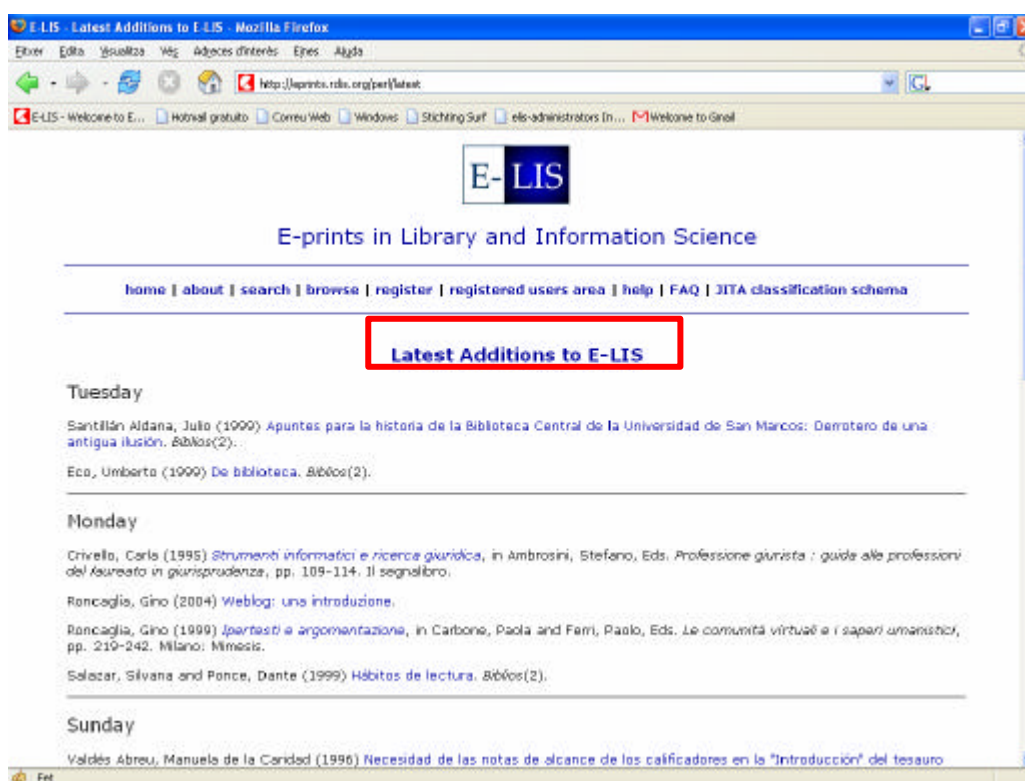 E-LIS - Latest Additions to E-LIS - Mozilla Firefox
Fitxer Edita Visualitza Vés Adreces d'interès Eines Ajuda
http://eprints.rclis.org/perl/latest
E-LIS - Welcome to E... Hotmail gratuito Correu Web Windows Stichting Surf elis-administrators In... Welcome to Gmail
E-LIS
E-prints in Library and Information Science
home | about | search | browse | register | registered users area | help | FAQ | JITA classification schema
Latest Additions to E-LIS
Tuesday
Santillán Aldana, Julio (1999) Apuntes para la historia de la Biblioteca Central de la Universidad de San Marcos: Derrotero de una
antigua ilusión. Biblios(2).
Eco, Umberto (1999) De biblioteca. Biblios(2).
Monday
Crivello, Carla (1995) Strumenti informatici e ricerca giuridica, in Ambrosini, Stefano, Eds. Professione giurista : guida alle professioni
del laureato in giurisprudenza, pp. 109-114. Il segnalibro.
Roncaglia, Gino (2004) Weblog: una introduzione.
Roncaglia, Gino (1999) Ipertesti e argomentazione, in Carbone, Paola and Ferri, Paolo, Eds. Le comunità virtuali e i saperi umanistici,
pp. 219-242. Milano: Mimesis.
Salazar, Silvana and Ponce, Dante (1999) Hábitos de lectura. Biblios(2).
Sunday
Valdés Abreu, Manuela de la Caridad (1996) Necesidad de las notas de alcance de los calificadores en la "Introducción" del tesauro
Fet